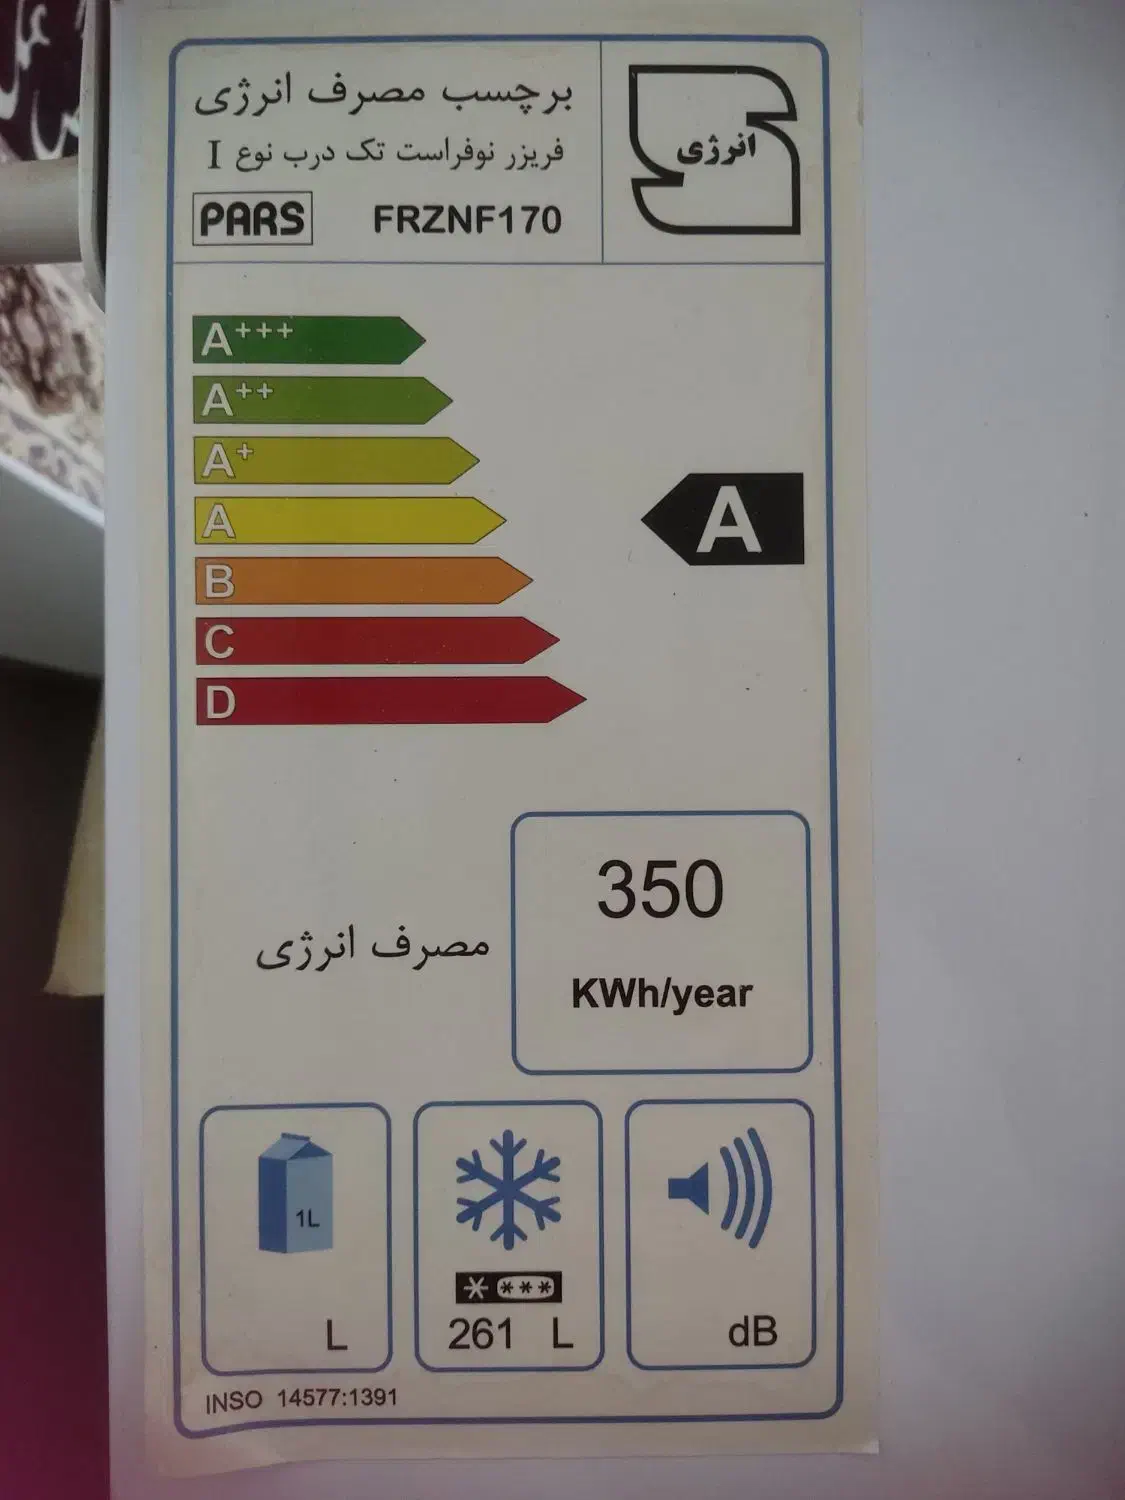 برچسب مصرف انرژی
انرژی
فریزر نوفراست تک درب نوع I
PARS FRZNF170
A+++
A++
A+
A
A
B
C
D
350
KWh/year
مصرف انرژی
1L
L
261 L
dB
INSO 14577:1391